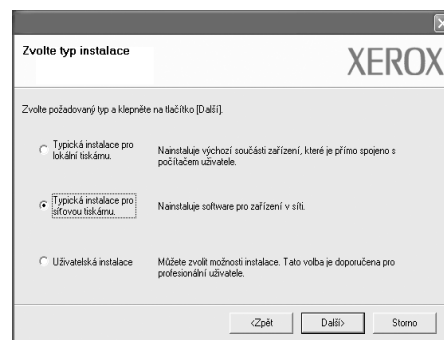 Zvolte typ instalace
XEROX
Zvolte požadovaný typ a klepněte na tlačítko [Další].
Typická instalace pro
lokální tiskárnu.
Nainstaluje výchozí součásti zařízení, které je přímo spojeno s
počítačem uživatele.
Typická instalace pro
síťovou tiskárnu.
Nainstaluje software pro zařízení v síti.
Uživatelská instalace
Můžete zvolit možnosti instalace. Tato volba je doporučena pro
profesionální uživatele.
<Zpět
Další>
Storno